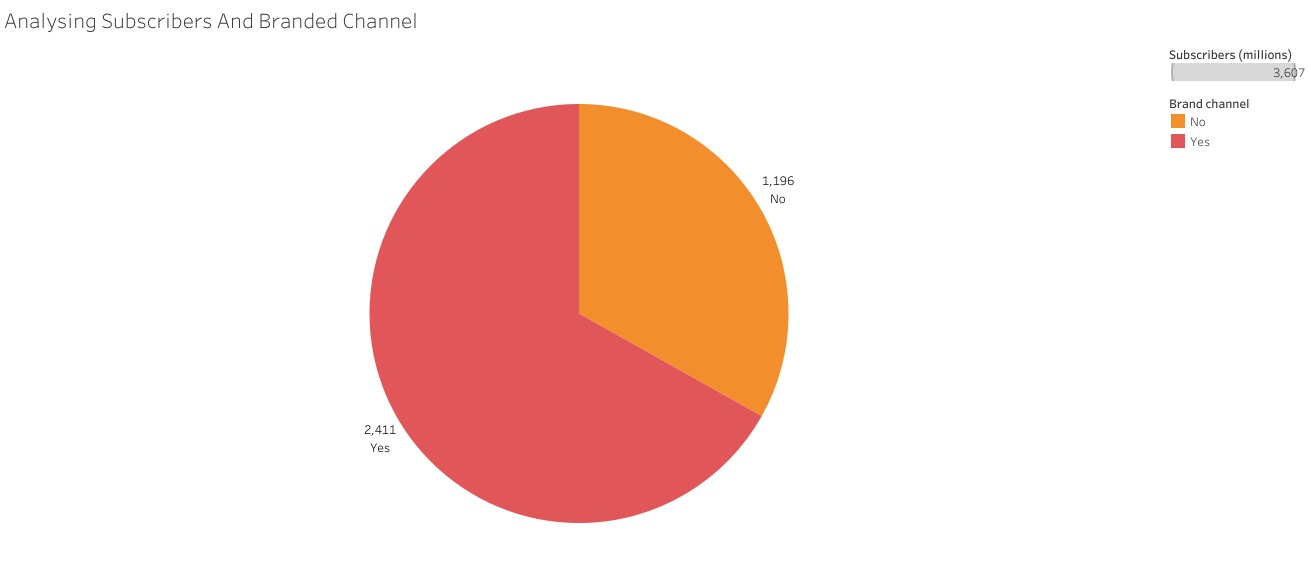 Analysing Subscribers And Branded Channel
Subscribers (millions)
3,607
Brand channel
No
Yes
1,196
No
2,411
Yes